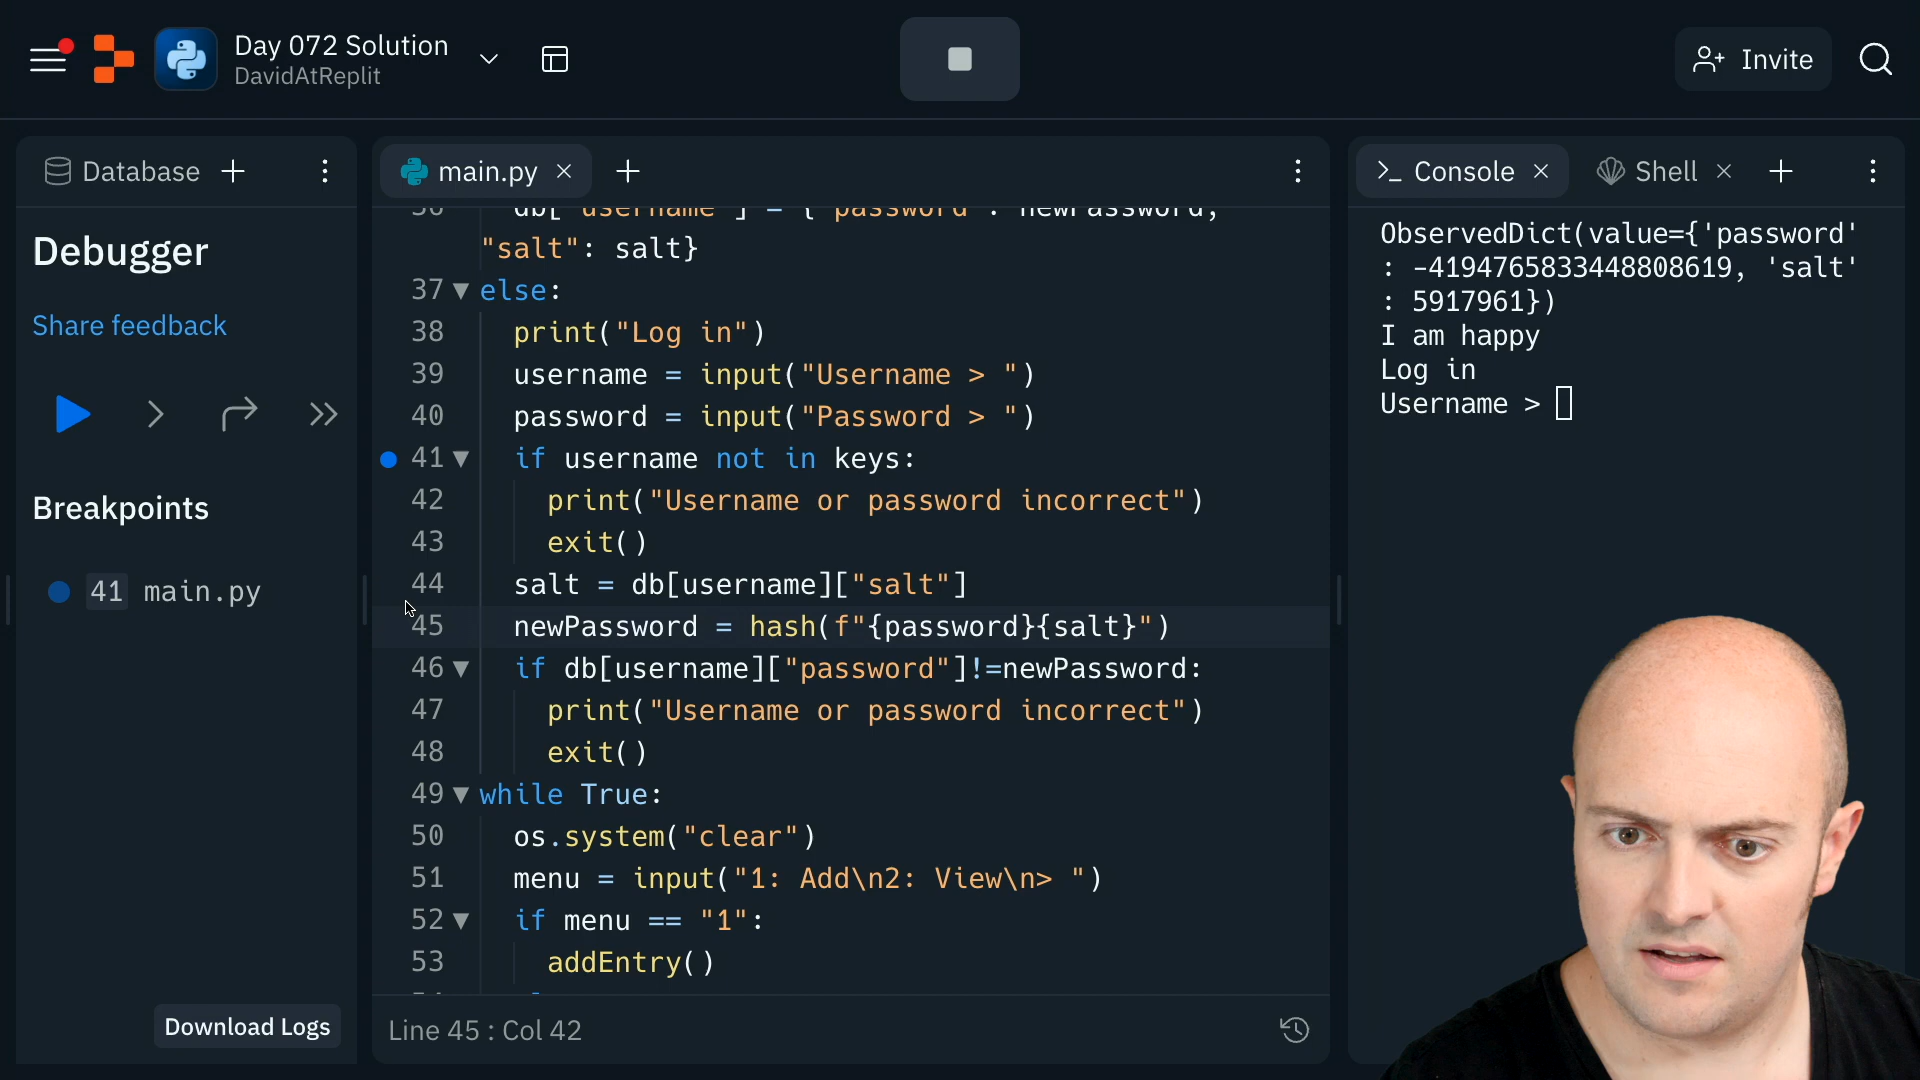 Day 072 Solution
DavidAtReplit
Invite
Database
Debugger
Share feedback
Breakpoints
41 main.py
Download Logs
main.py
36 db["username"] = {"password": newPassword,
"salt": salt}
37 else:
38 print("Log in")
39 username = input("Username > ")
40 password = input("Password > ")
41 if username not in keys:
42 print("Username or password incorrect")
43 exit()
44 salt = db[username]["salt"]
45 newPassword = hash(f"{password}{salt}")
46 if db[username]["password"]!=newPassword:
47 print("Username or password incorrect")
48 exit()
49 while True:
50 os.system("clear")
51 menu = input("1: Add\n2: View\n> ")
52 if menu == "1":
53 addEntry()
Line 45 : Col 42
Console
Shell
ObservedDict(value={'password'
: -4194765833448808619, 'salt'
: 5917961})
I am happy
Log in
Username >